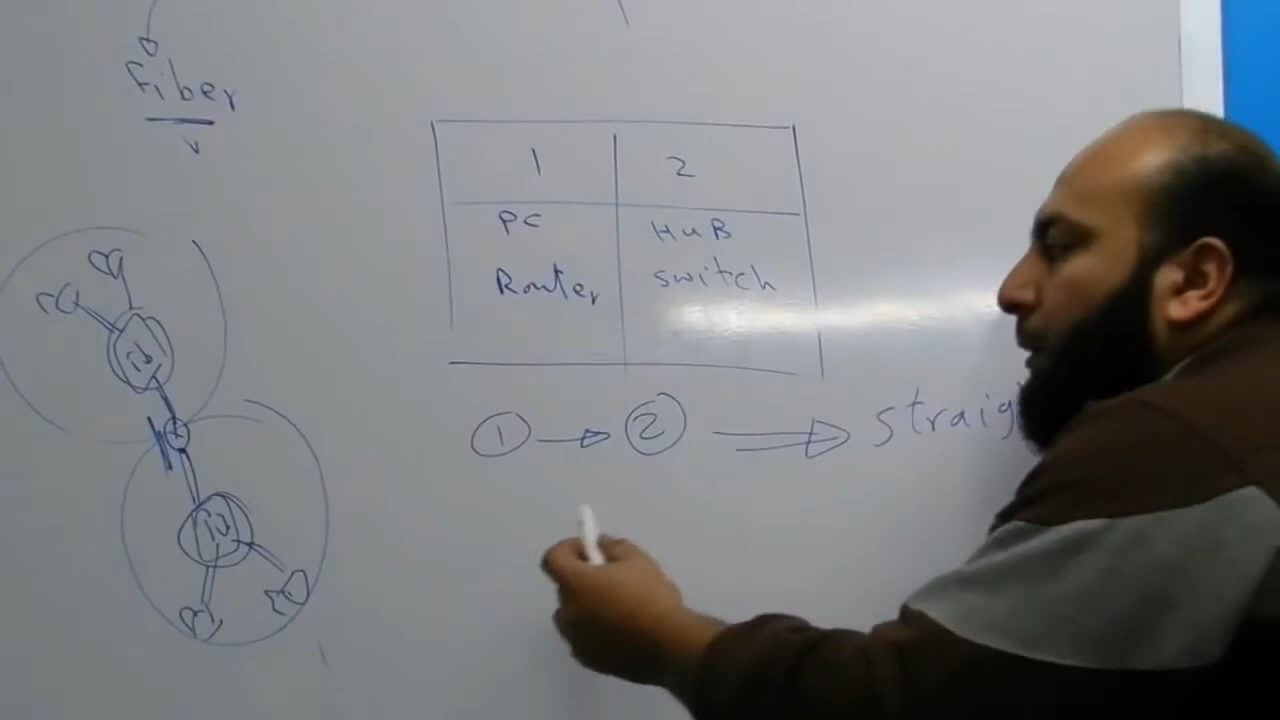 Fiber
1 2
PC HuB
Router switch
1 → 2 ⇒ straig